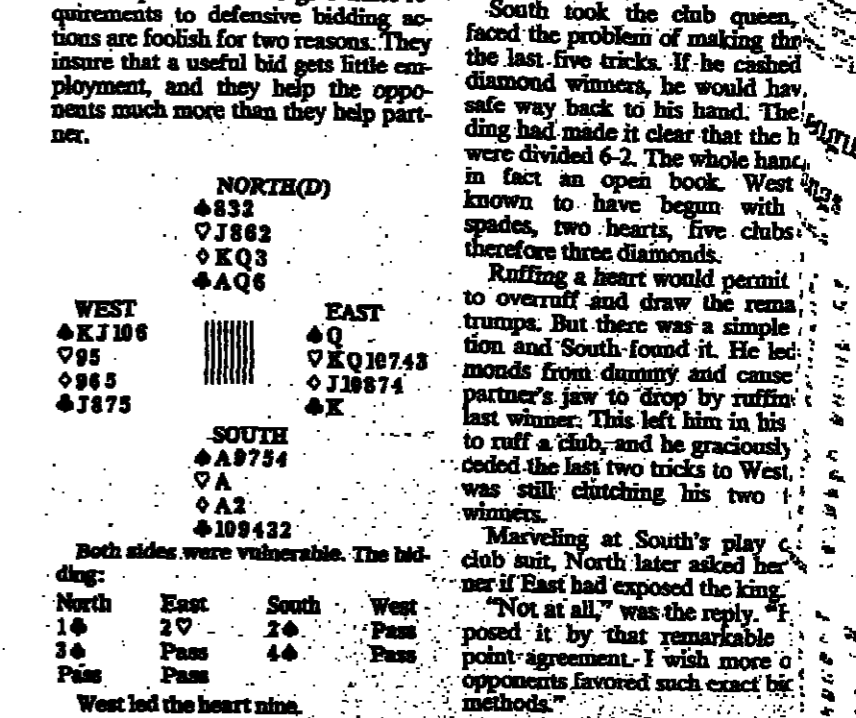 quirements to defensive bidding ac-
tions are foolish for two reasons. They
insure that a useful bid gets little em-
ployment, and they help the oppo-
nents much more than they help part-
ner.
NORTH(D)
♠832
♡J862
♢KQ3
♣AQ6
WEST
♠KJ106
♡95
♢965
♣J875
EAST
♠Q
♡KQ10743
♢J10874
♣K
SOUTH
♠A9754
♡A
♢A2
♣109432
Both sides were vulnerable. The bid-
ding:
North East South West
1♣ 2♡ 2♠ Pass
3♠ Pass 4♠ Pass
Pass Pass
West led the heart nine.
South took the club queen,
faced the problem of making
the last five tricks. If he cashed
diamond winners, he would
safe way back to his hand. The
ding had made it clear that the
were divided 6-2. The whole
in fact an open book. West
known to have begun with
spades, two hearts, five clubs
therefore three diamonds.
Ruffing a heart would permit
to overruff and draw the
trumps. But there was a simple
tion and South found it. He led
monds from dummy and cause
partner's jaw to drop by
last winner. This left him in his
to ruff a club, and he graciously
ceded the last two tricks to West,
was still clutching his two
winners.
Marveling at South's play
club suit, North later asked her
ner if East had exposed the king.
"Not at all," was the reply.
posed it by that remarkable
point agreement. I wish more
opponents favored such exact
methods."